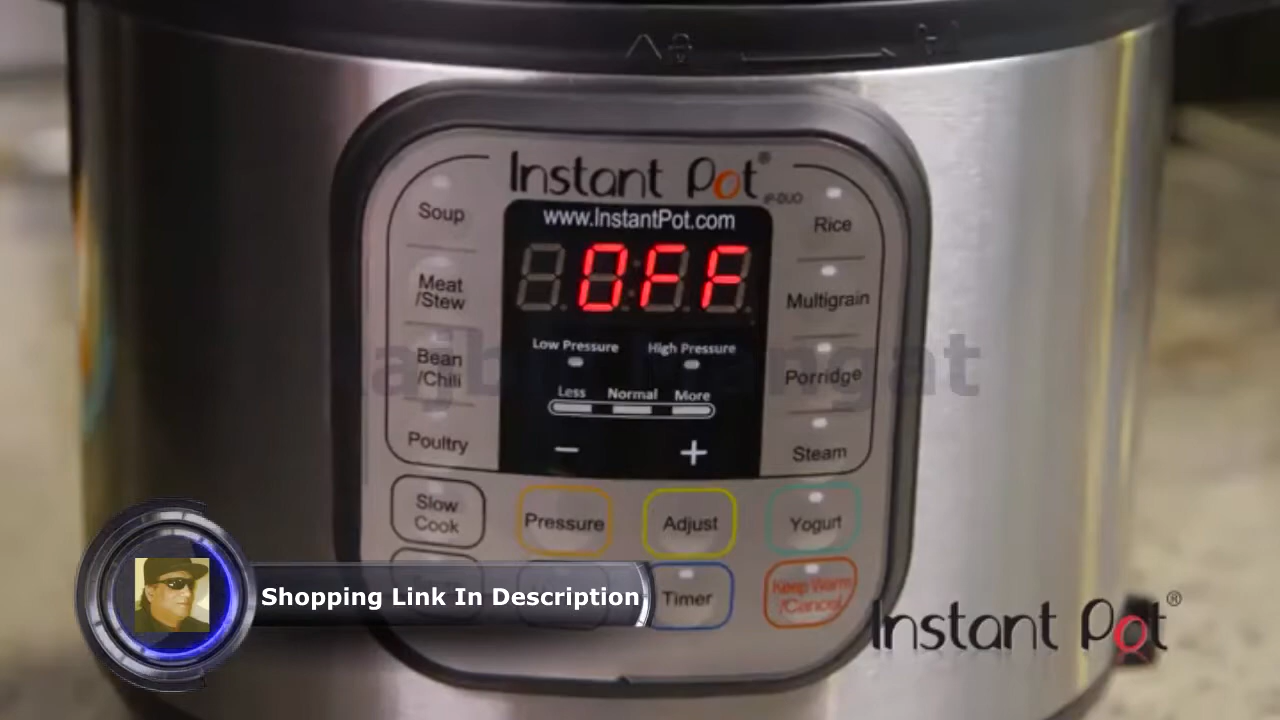 Instant Pot®
IP-DUO
www.InstantPot.com
OFF
Soup
Meat
/Stew
Bean
/Chili
Poultry
Low Pressure
High Pressure
Less
Normal
More
−
+
Rice
Multigrain
Porridge
Steam
Slow
Cook
Pressure
Adjust
Yogurt
Timer
Keep Warm
/Cancel
Shopping Link In Description
Instant Pot®